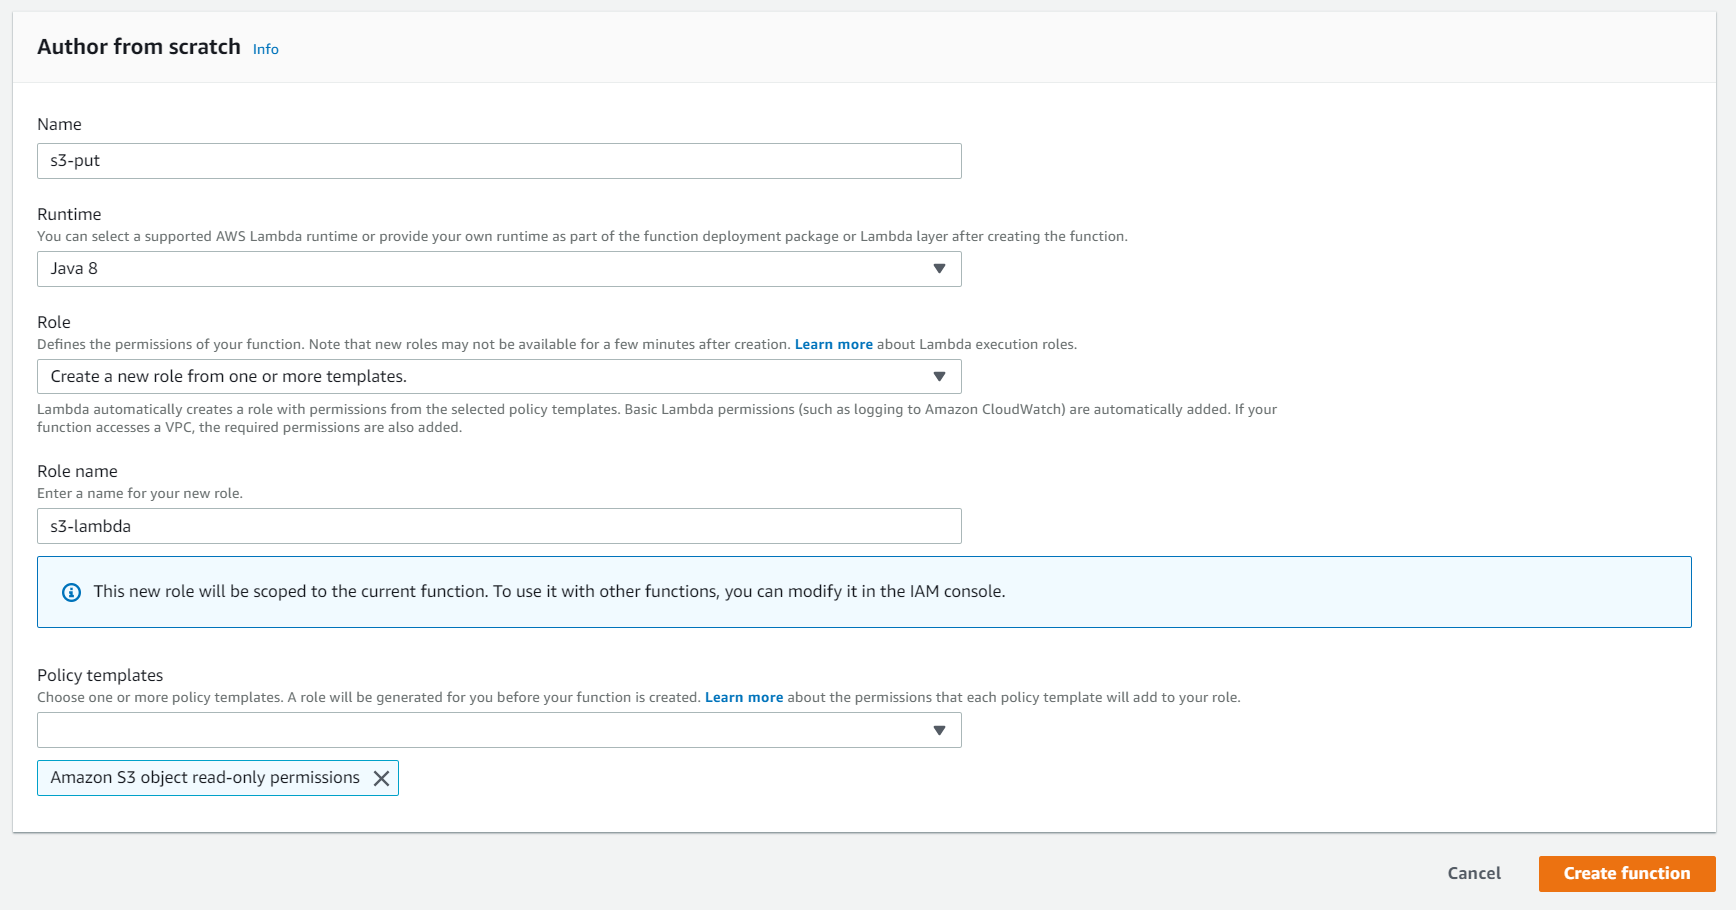 Author from scratch Info
Name
s3-put
Runtime
You can select a supported AWS Lambda runtime or provide your own runtime as part of the function deployment package or Lambda layer after creating the function.
Java 8
Role
Defines the permissions of your function. Note that new roles may not be available for a few minutes after creation. Learn more about Lambda execution roles.
Create a new role from one or more templates.
Lambda automatically creates a role with permissions from the selected policy templates. Basic Lambda permissions (such as logging to Amazon CloudWatch) are automatically added. If your
function accesses a VPC, the required permissions are also added.
Role name
Enter a name for your new role.
s3-lambda
This new role will be scoped to the current function. To use it with other functions, you can modify it in the IAM console.
Policy templates
Choose one or more policy templates. A role will be generated for you before your function is created. Learn more about the permissions that each policy template will add to your role.
Amazon S3 object read-only permissions
Cancel Create function